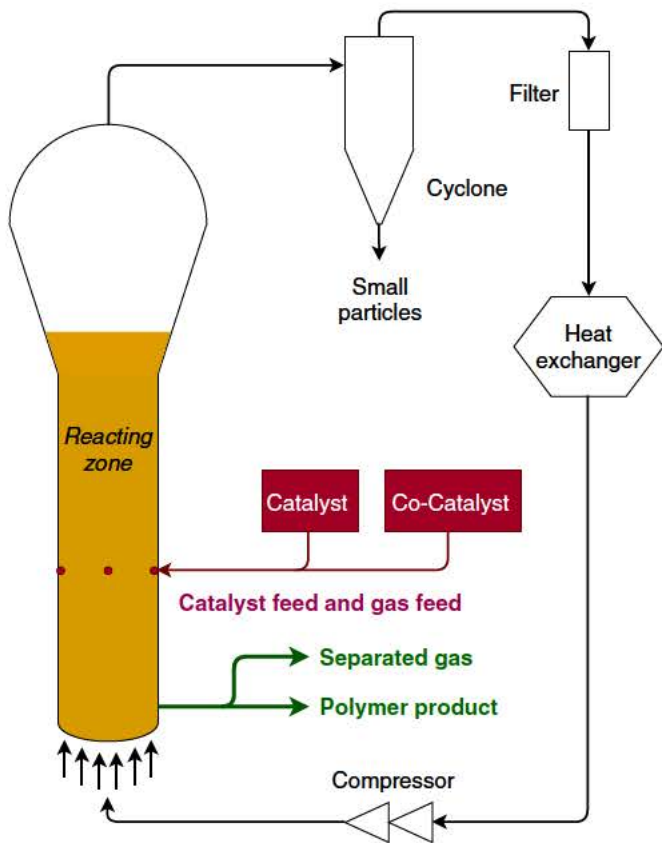 Filter
Cyclone
Small
particles
Heat
exchanger
Reacting
zone
Catalyst
Co-Catalyst
Catalyst feed and gas feed
Separated gas
Polymer product
Compressor